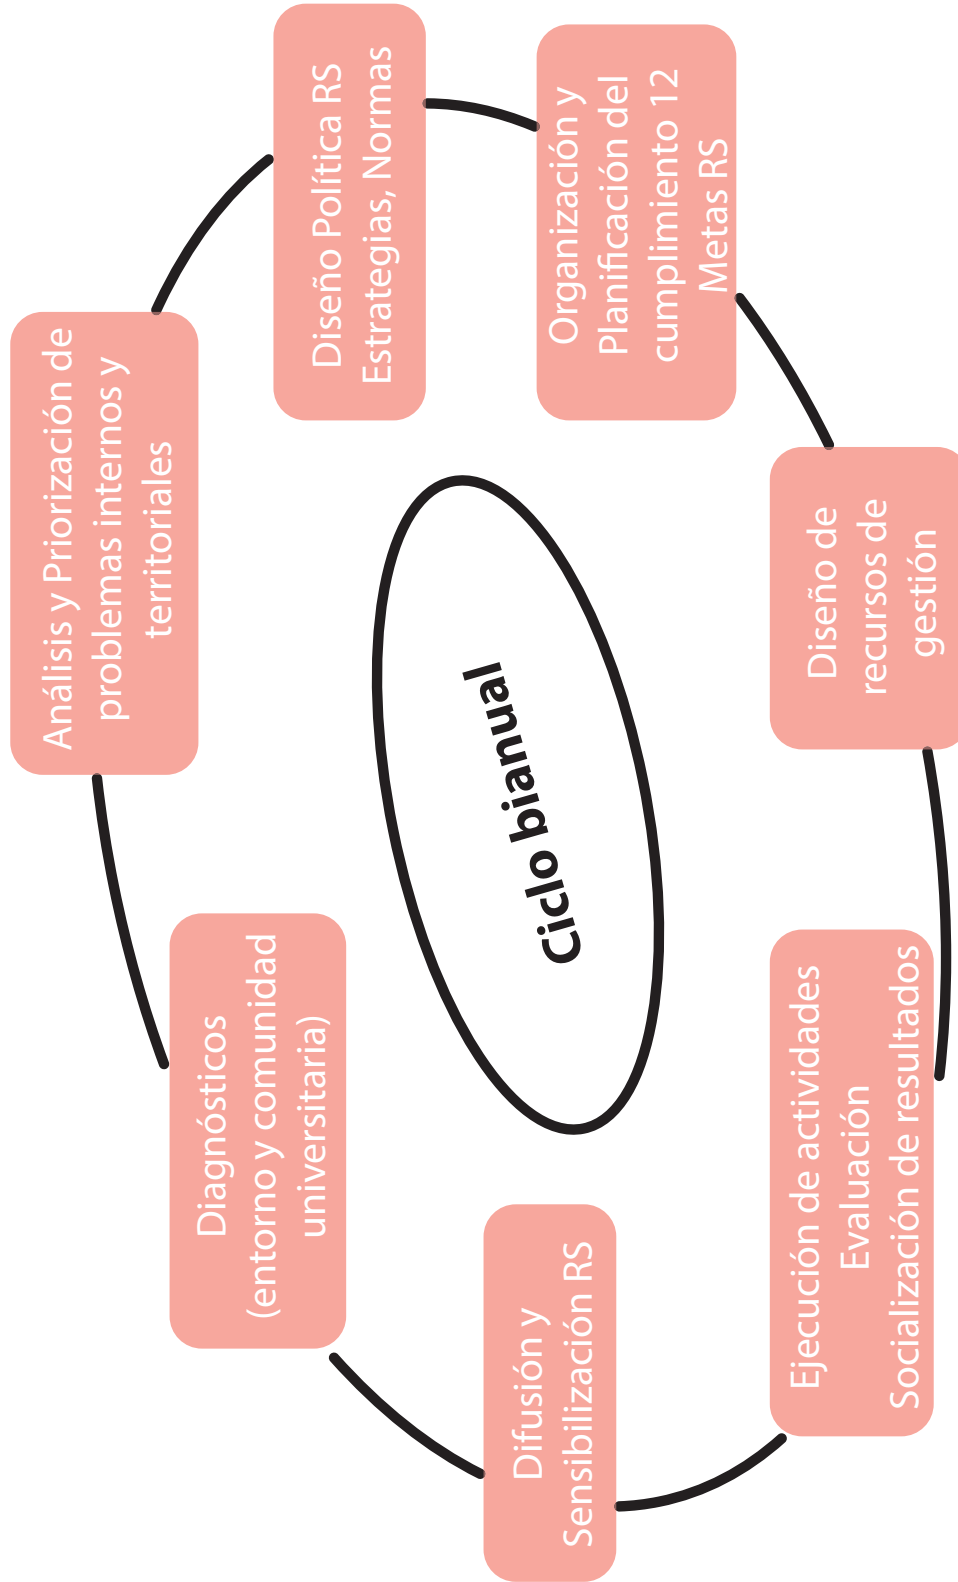 Análisis y Priorización de
problemas internos y
territoriales
Diseño Política RS
Estrategias, Normas
Organización y
Planificación del
cumplimiento 12
Metas RS
Diseño de
recursos de
gestión
Ejecución de actividades
Evaluación
Socialización de resultados
Difusión y
Sensibilización RS
Diagnósticos
(entorno y comunidad
universitaria)
Ciclo bianual